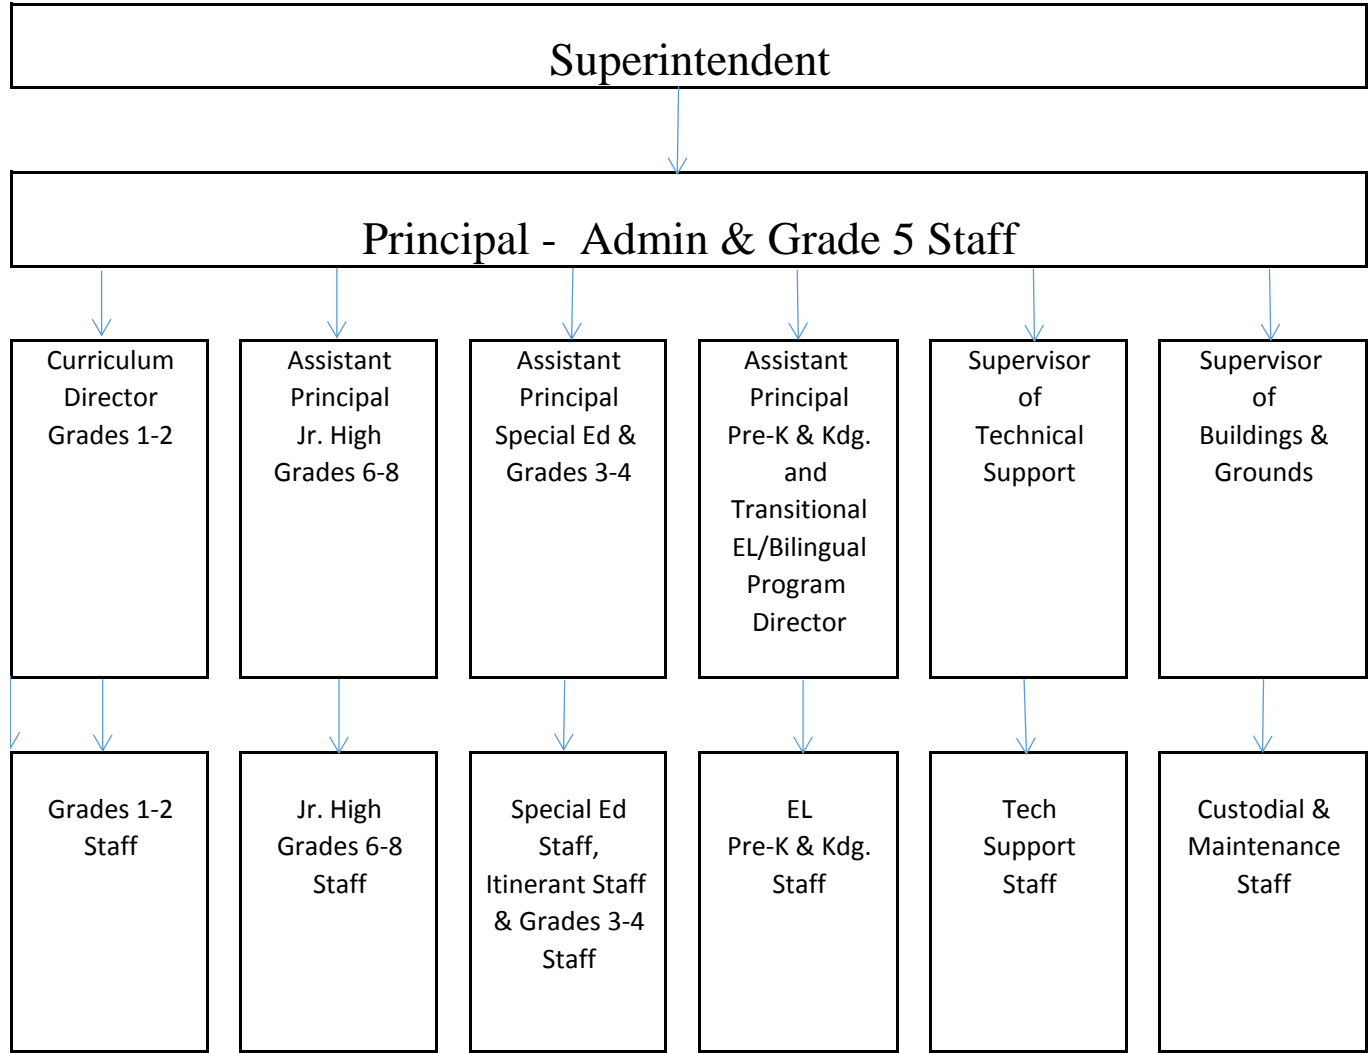 Superintendent
Principal - Admin & Grade 5 Staff
Curriculum
Director
Grades 1-2
Assistant
Principal
Jr. High
Grades 6-8
Assistant
Principal
Special Ed &
Grades 3-4
Assistant
Principal
Pre-K & Kdg.
and
Transitional
EL/Bilingual
Program
Director
Supervisor
of
Technical
Support
Supervisor
of
Buildings &
Grounds
Grades 1-2
Staff
Jr. High
Grades 6-8
Staff
Special Ed
Staff,
Itinerant Staff
& Grades 3-4
Staff
EL
Pre-K & Kdg.
Staff
Tech
Support
Staff
Custodial &
Maintenance
Staff